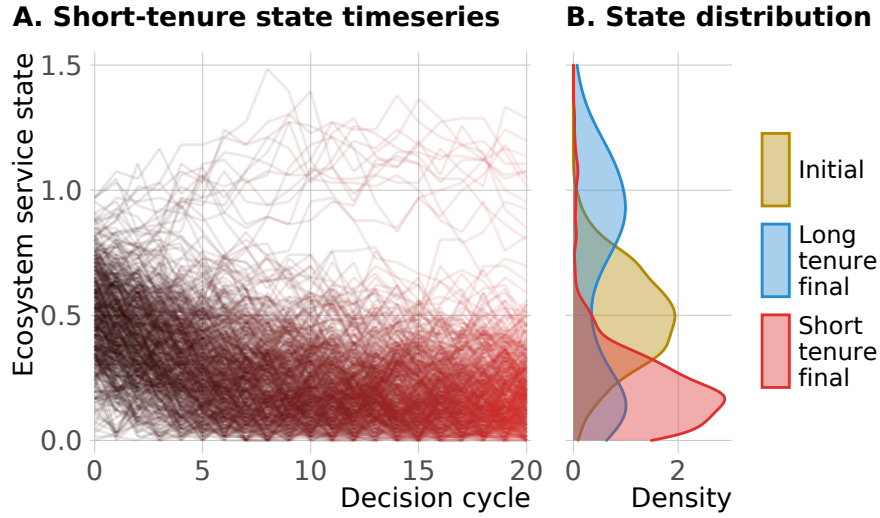 A. Short-tenure state timeseries
B. State distribution
Ecosystem service state
1.5
1.0
0.5
0.0
0
5
10
15
20
Decision cycle
0
2
Density
Initial
Long
tenure
final
Short
tenure
final